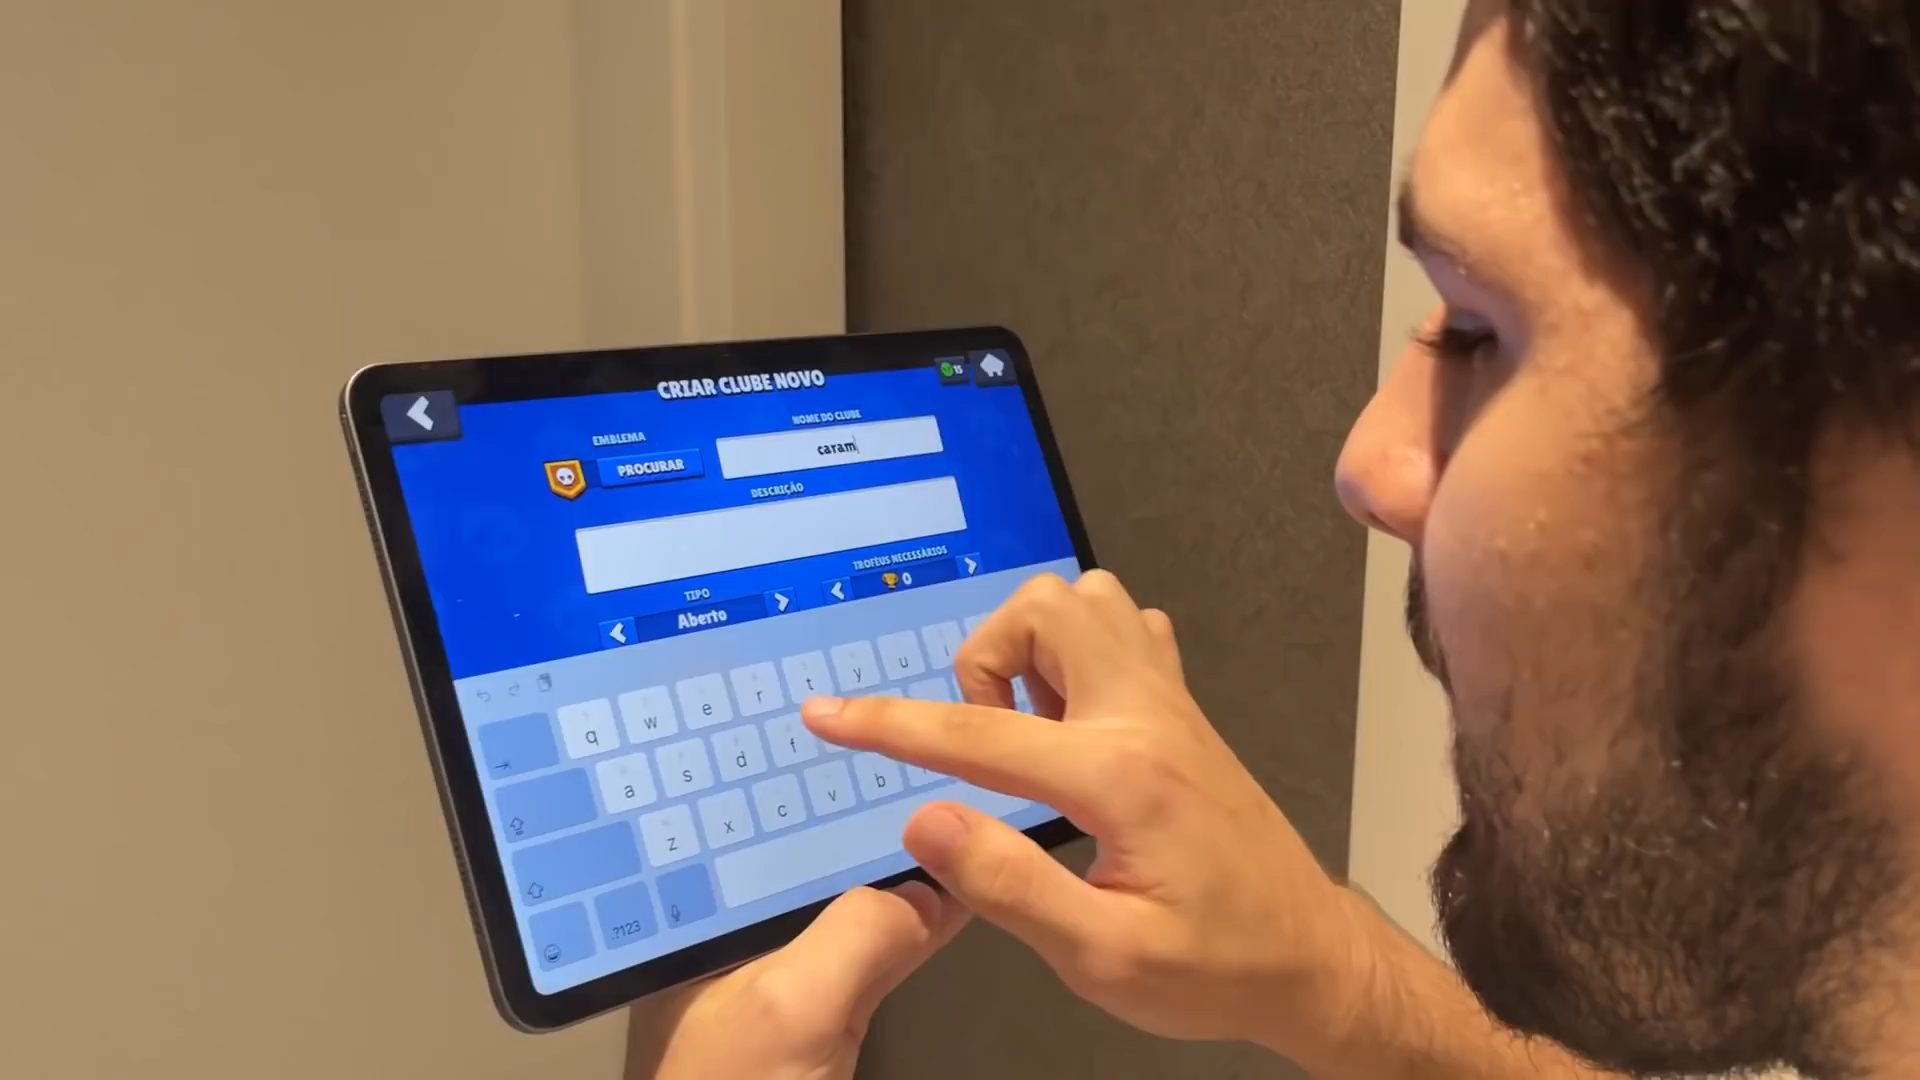 CRIAR CLUBE NOVO
15
EMBLEMA
NOME DO CLUBE
PROCURAR
caram
DESCRIÇÃO
TIPO
TROFÉUS NECESSÁRIOS
Aberto
0
q w e r t y u i
a s d f
z x c v b
.?123